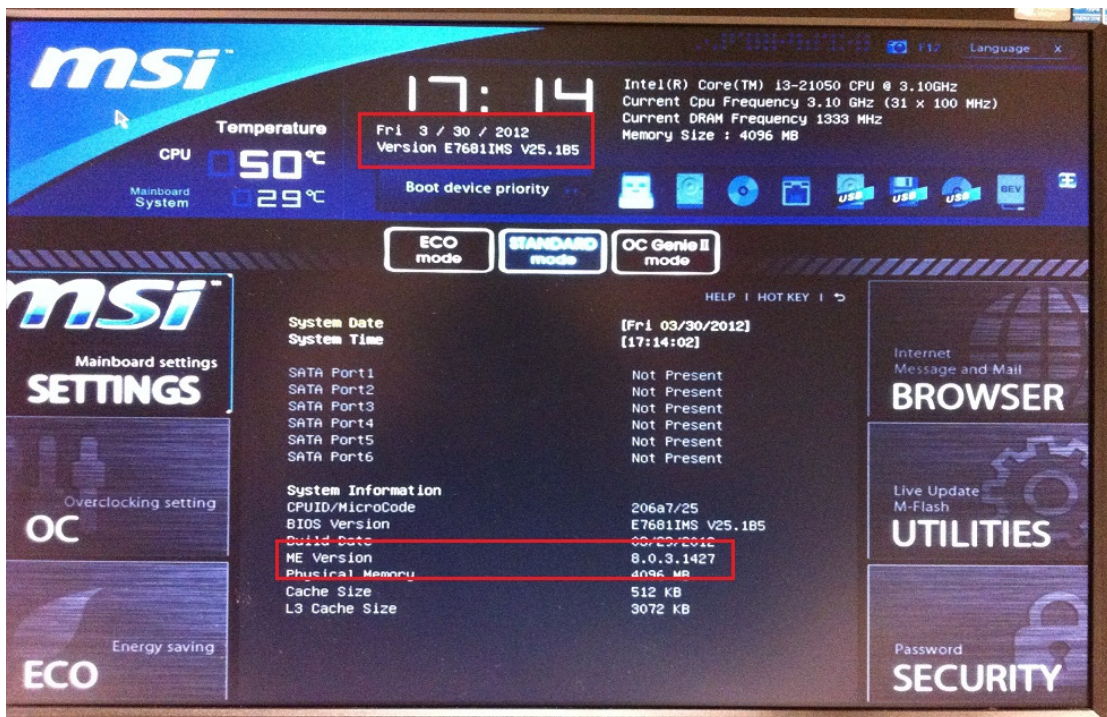 msi
F12
Language X
17:14
Fri 3 / 30 / 2012
Version E7681IMS V25.1B5
Intel(R) Core(TM) i3-21050 CPU @ 3.10GHz
Current Cpu Frequency 3.10 GHz (31 x 100 MHz)
Current DRAM Frequency 1333 MHz
Memory Size : 4096 MB
Temperature
CPU 50°C
Mainboard
System 29°C
Boot device priority
USB USB USB BEV
ECO
mode
STANDARD
mode
OC Genie II
mode
msi
Mainboard settings
SETTINGS
Overclocking setting
OC
Energy saving
ECO
HELP | HOT KEY |
System Date [Fri 03/30/2012]
System Time [17:14:02]
SATA Port1 Not Present
SATA Port2 Not Present
SATA Port3 Not Present
SATA Port4 Not Present
SATA Port5 Not Present
SATA Port6 Not Present
System Information
CPUID/MicroCode 206a7/25
BIOS Version E7681IMS V25.1B5
Build Date
ME Version 8.0.3.1427
Physical Memory 4096 MB
Cache Size 512 KB
L3 Cache Size 3072 KB
Internet
Message and Mail
BROWSER
Live Update
M-Flash
UTILITIES
Password
SECURITY